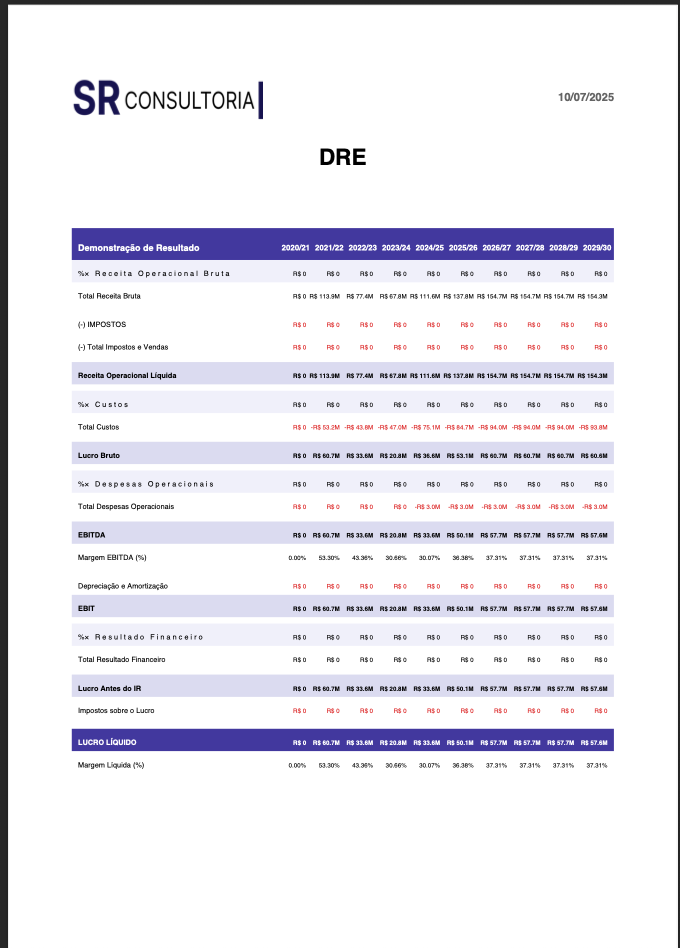 SR CONSULTORIA
10/07/2025
DRE
Demonstração de Resultado 2020/21 2021/22 2022/23 2023/24 2024/25 2025/26 2026/27 2027/28 2028/29 2029/30
%× Receita Operacional Bruta R$ 0 R$ 0 R$ 0 R$ 0 R$ 0 R$ 0 R$ 0 R$ 0 R$ 0 R$ 0
Total Receita Bruta R$ 0 R$ 113.9M R$ 77.4M R$ 67.8M R$ 111.6M R$ 137.8M R$ 154.7M R$ 154.7M R$ 154.7M R$ 154.3M
(-) IMPOSTOS R$ 0 R$ 0 R$ 0 R$ 0 R$ 0 R$ 0 R$ 0 R$ 0 R$ 0 R$ 0
(-) Total Impostos e Vendas R$ 0 R$ 0 R$ 0 R$ 0 R$ 0 R$ 0 R$ 0 R$ 0 R$ 0 R$ 0
Receita Operacional Líquida R$ 0 R$ 113.9M R$ 77.4M R$ 67.8M R$ 111.6M R$ 137.8M R$ 154.7M R$ 154.7M R$ 154.7M R$ 154.3M
%× Custos R$ 0 R$ 0 R$ 0 R$ 0 R$ 0 R$ 0 R$ 0 R$ 0 R$ 0 R$ 0
Total Custos R$ 0 -R$ 53.2M -R$ 43.8M -R$ 47.0M -R$ 75.1M -R$ 84.7M -R$ 94.0M -R$ 94.0M -R$ 94.0M -R$ 93.8M
Lucro Bruto R$ 0 R$ 60.7M R$ 33.6M R$ 20.8M R$ 36.6M R$ 53.1M R$ 60.7M R$ 60.7M R$ 60.7M R$ 60.6M
%× Despesas Operacionais R$ 0 R$ 0 R$ 0 R$ 0 R$ 0 R$ 0 R$ 0 R$ 0 R$ 0 R$ 0
Total Despesas Operacionais R$ 0 R$ 0 R$ 0 R$ 0 -R$ 3.0M -R$ 3.0M -R$ 3.0M -R$ 3.0M -R$ 3.0M -R$ 3.0M
EBITDA R$ 0 R$ 60.7M R$ 33.6M R$ 20.8M R$ 33.6M R$ 50.1M R$ 57.7M R$ 57.7M R$ 57.7M R$ 57.6M
Margem EBITDA (%) 0.00% 53.30% 43.36% 30.66% 30.07% 36.38% 37.31% 37.31% 37.31% 37.31%
Depreciação e Amortização R$ 0 R$ 0 R$ 0 R$ 0 R$ 0 R$ 0 R$ 0 R$ 0 R$ 0 R$ 0
EBIT R$ 0 R$ 60.7M R$ 33.6M R$ 20.8M R$ 33.6M R$ 50.1M R$ 57.7M R$ 57.7M R$ 57.7M R$ 57.6M
%× Resultado Financeiro R$ 0 R$ 0 R$ 0 R$ 0 R$ 0 R$ 0 R$ 0 R$ 0 R$ 0 R$ 0
Total Resultado Financeiro R$ 0 R$ 0 R$ 0 R$ 0 R$ 0 R$ 0 R$ 0 R$ 0 R$ 0 R$ 0
Lucro Antes do IR R$ 0 R$ 60.7M R$ 33.6M R$ 20.8M R$ 33.6M R$ 50.1M R$ 57.7M R$ 57.7M R$ 57.7M R$ 57.6M
Impostos sobre o Lucro R$ 0 R$ 0 R$ 0 R$ 0 R$ 0 R$ 0 R$ 0 R$ 0 R$ 0 R$ 0
LUCRO LÍQUIDO R$ 0 R$ 60.7M R$ 33.6M R$ 20.8M R$ 33.6M R$ 50.1M R$ 57.7M R$ 57.7M R$ 57.7M R$ 57.6M
Margem Líquida (%) 0.00% 53.30% 43.36% 30.66% 30.07% 36.38% 37.31% 37.31% 37.31% 37.31%